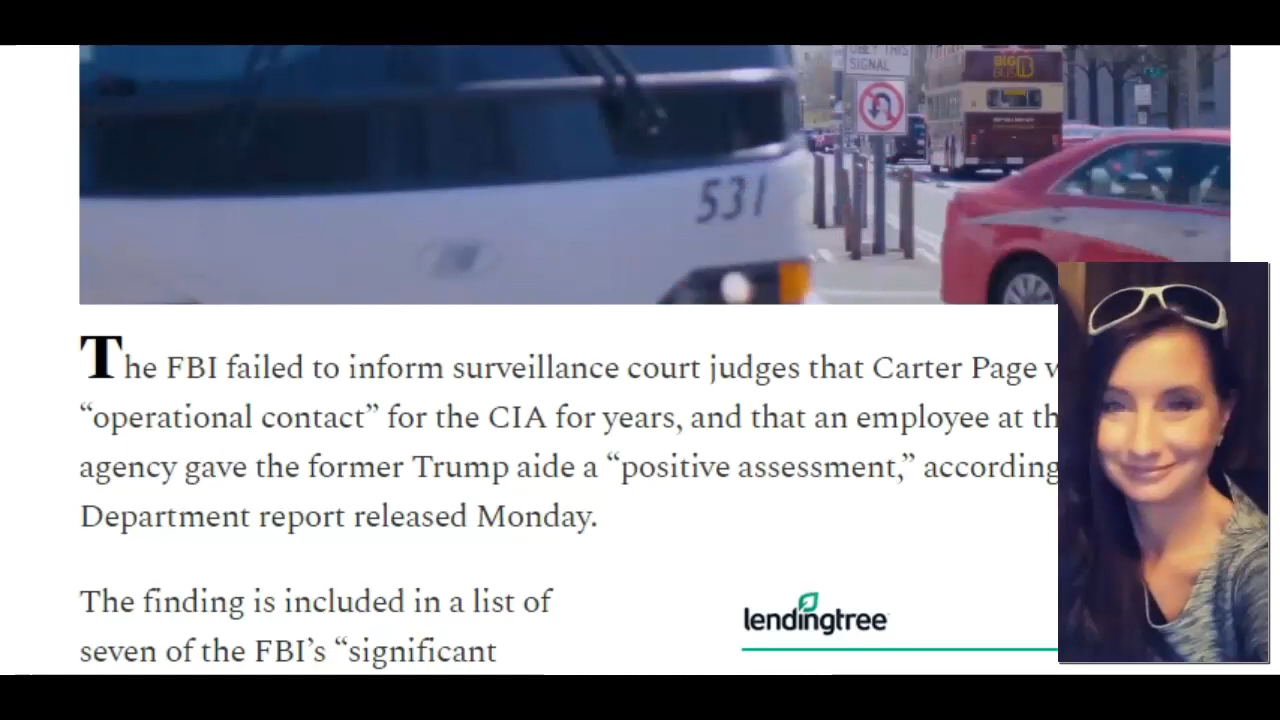 OBEY THIS
SIGNAL
BIG
BUS
531
The FBI failed to inform surveillance court judges that Carter Page
“operational contact” for the CIA for years, and that an employee at
agency gave the former Trump aide a “positive assessment,” according
Department report released Monday.
The finding is included in a list of
seven of the FBI’s “significant
lendingtree